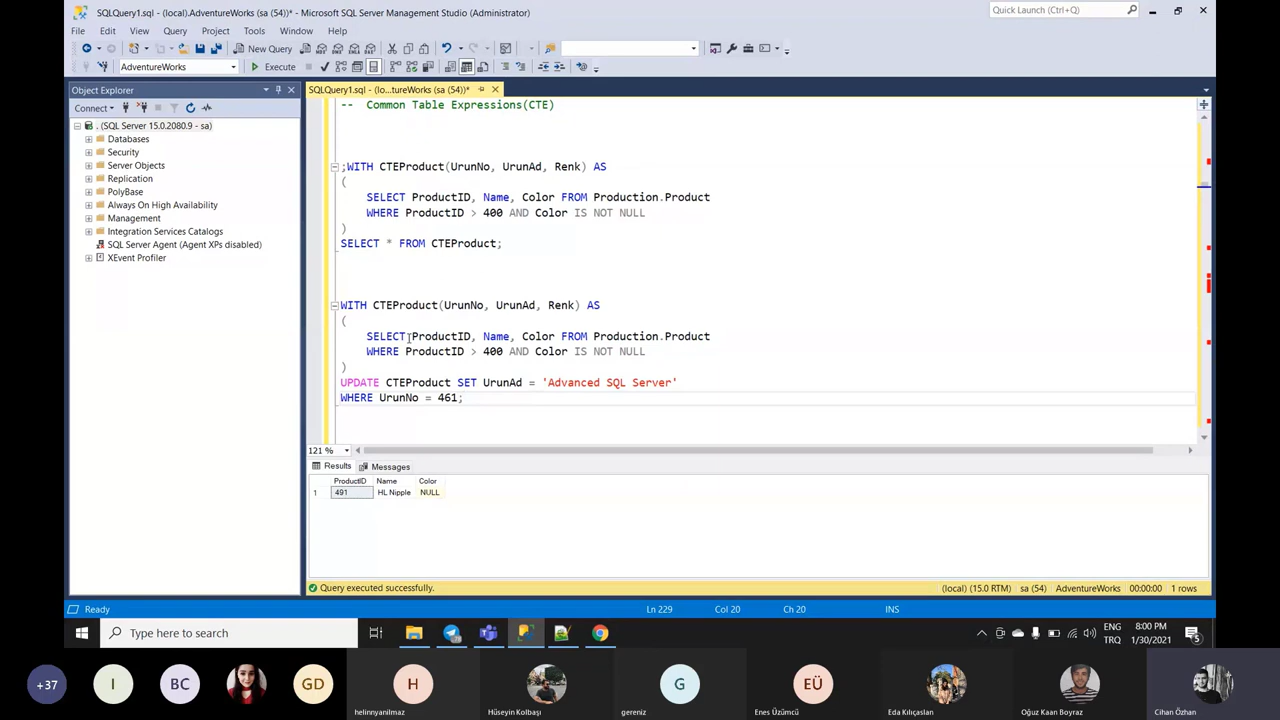 SQLQuery1.sql - (local).AdventureWorks (sa (54))* - Microsoft SQL Server Management Studio (Administrator)
Quick Launch (Ctrl+Q)
File Edit View Query Project Tools Window Help
New Query
AdventureWorks
Execute
Object Explorer
SQLQuery1.sql - (lo...tureWorks (sa (54))*
Connect
. (SQL Server 15.0.2080.9 - sa)
Databases
Security
Server Objects
Replication
PolyBase
Always On High Availability
Management
Integration Services Catalogs
SQL Server Agent (Agent XPs disabled)
XEvent Profiler
-- Common Table Expressions(CTE)
;WITH CTEProduct(UrunNo, UrunAd, Renk) AS
(
SELECT ProductID, Name, Color FROM Production.Product
WHERE ProductID > 400 AND Color IS NOT NULL
)
SELECT * FROM CTEProduct;
WITH CTEProduct(UrunNo, UrunAd, Renk) AS
(
SELECT ProductID, Name, Color FROM Production.Product
WHERE ProductID > 400 AND Color IS NOT NULL
)
UPDATE CTEProduct SET UrunAd = 'Advanced SQL Server'
WHERE UrunNo = 461;
121 %
Results Messages
ProductID Name Color
1 491 HL Nipple NULL
Query executed successfully.
(local) (15.0 RTM) sa (54) AdventureWorks 00:00:00 1 rows
Ready
Ln 229 Col 20 Ch 20 INS
Type here to search
ENG
TRQ
8:00 PM
1/30/2021
5
+37 I BC GD H G EÜ
helinnyanilmaz
Hüseyin Kolbaşı
gereniz
Enes Üzümcü
Eda Kılıçaslan
Oğuz Kaan Boyraz
Cihan Özhan